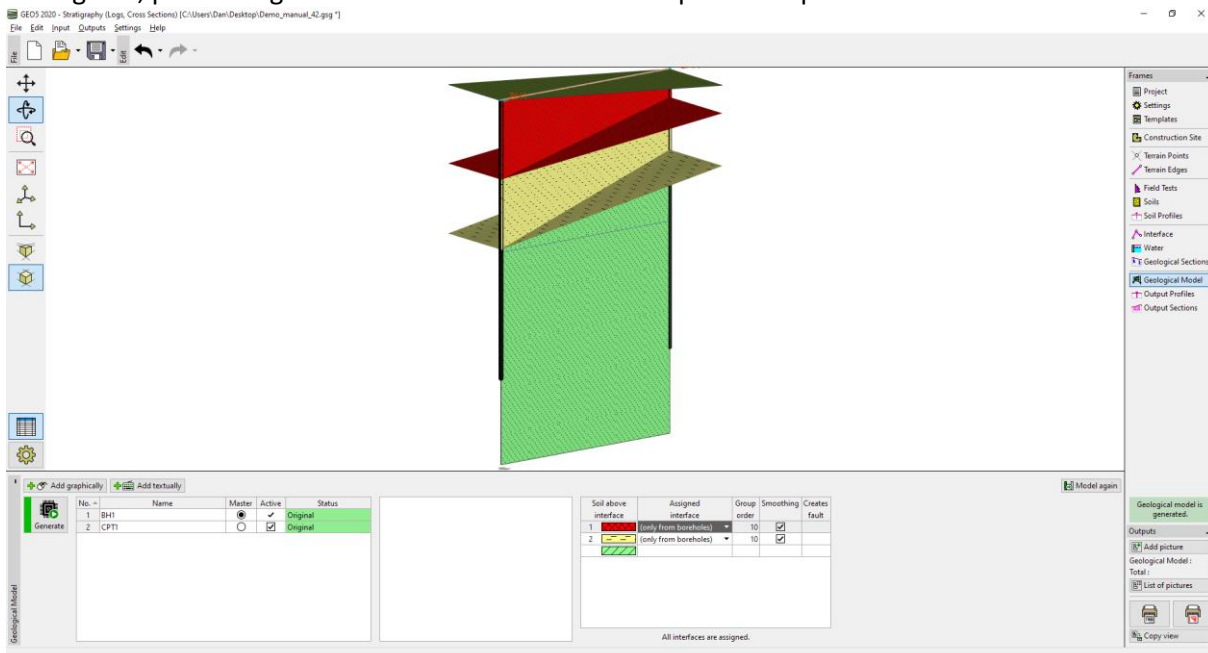 GEO5 2020 - Stratigraphy (Logs, Cross Sections) [C:\Users\Dan\Desktop\Demo_manual_42.gsg *]
File Edit Input Outputs Settings Help
File
Edit
Frames
Project
Settings
Templates
Construction Site
Terrain Points
Terrain Edges
Field Tests
Soils
Soil Profiles
Interface
Water
Geological Sections
Geological Model
Output Profiles
Output Sections
Add graphically Add textually
Model again
Generate
No. Name Master Active Status
1 BH1 Original
2 CPT1 Original
Soil above interface Assigned interface Group order Smoothing Creates fault
1 (only from boreholes) 10
2 (only from boreholes) 10
All interfaces are assigned.
Geological Model
Geological model is
generated.
Outputs
Add picture
Geological Model :
Total :
List of pictures
Copy view